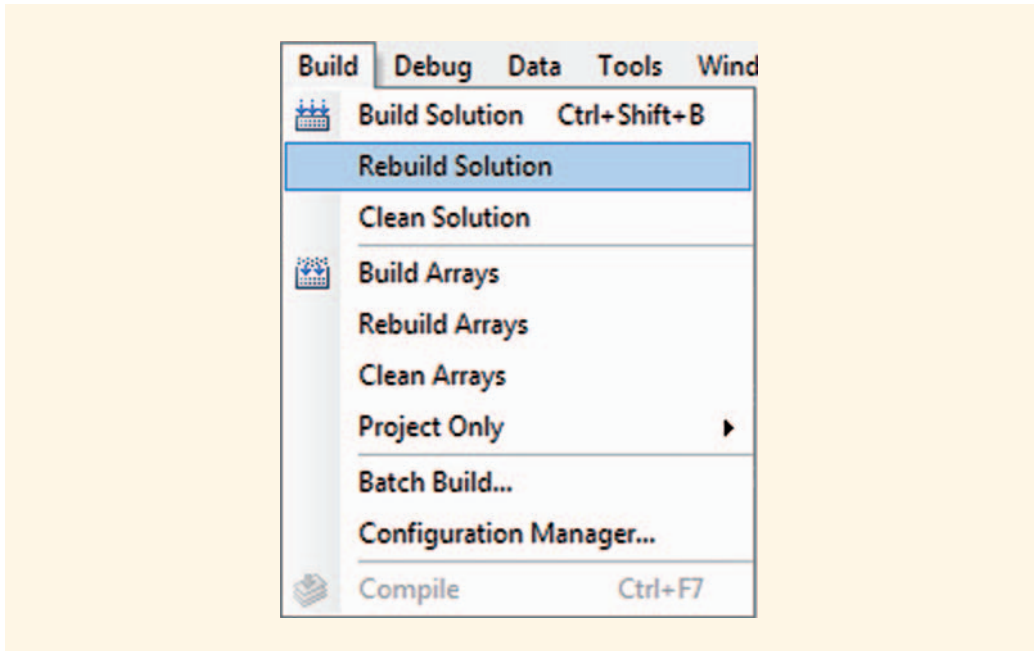 Build Debug Data Tools Wind
Build Solution Ctrl+Shift+B
Rebuild Solution
Clean Solution
Build Arrays
Rebuild Arrays
Clean Arrays
Project Only
Batch Build...
Configuration Manager...
Compile Ctrl+F7